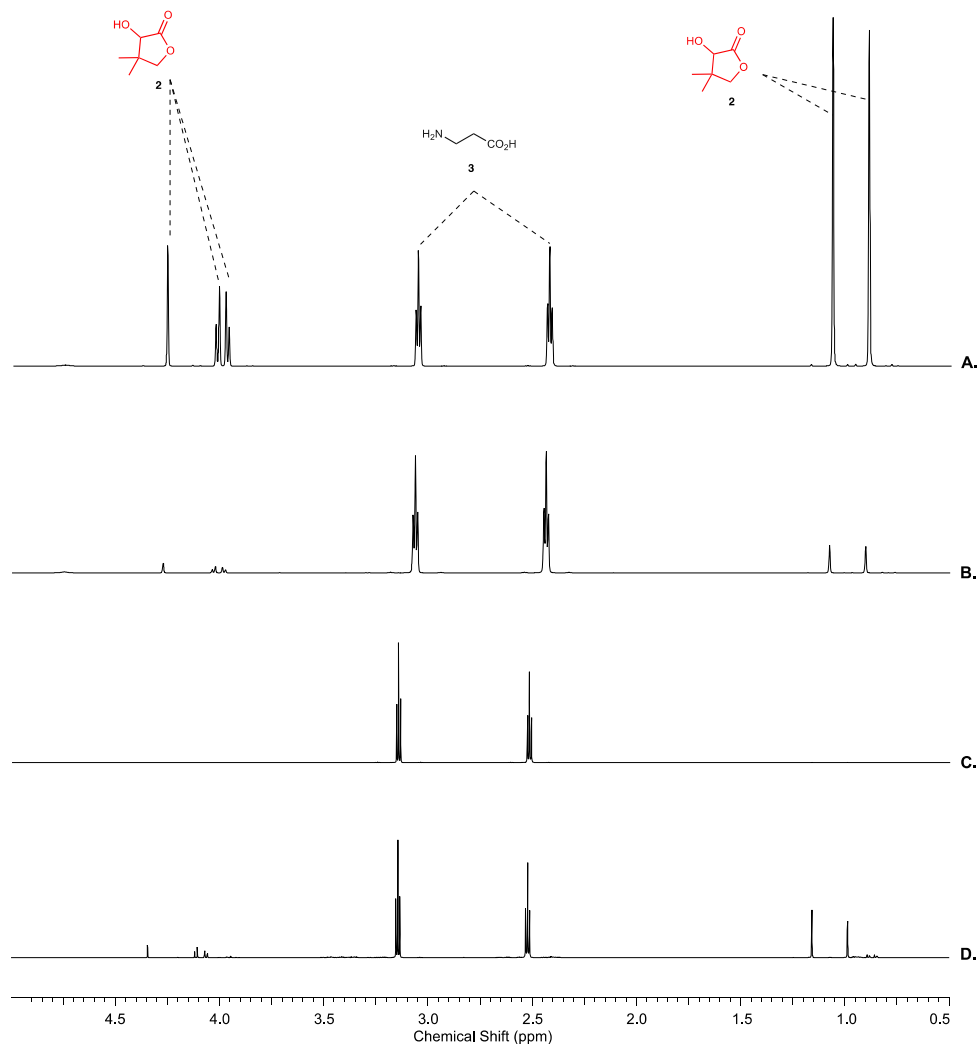 O
HO
O
2
O
HO
O
2
H₂N
CO₂H
3
A.
B.
C.
D.
4.5 4.0 3.5 3.0 2.5 2.0 1.5 1.0 0.5
Chemical Shift (ppm)